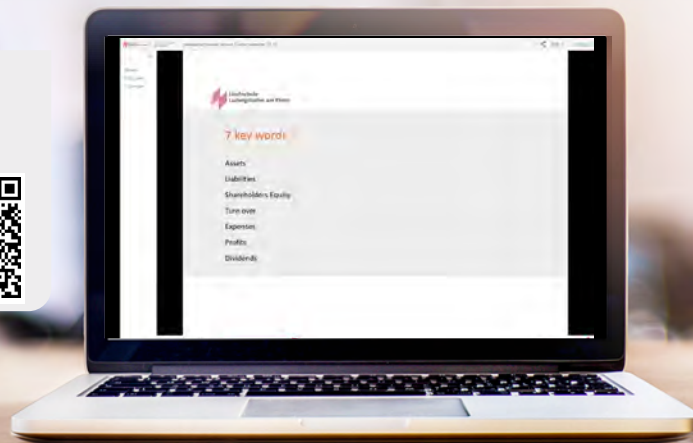 Hochschule
Ludwigshafen am Rhein
7 key words
Assets
Liabilities
Shareholders Equity
Turn over
Expenses
Profits
Dividends